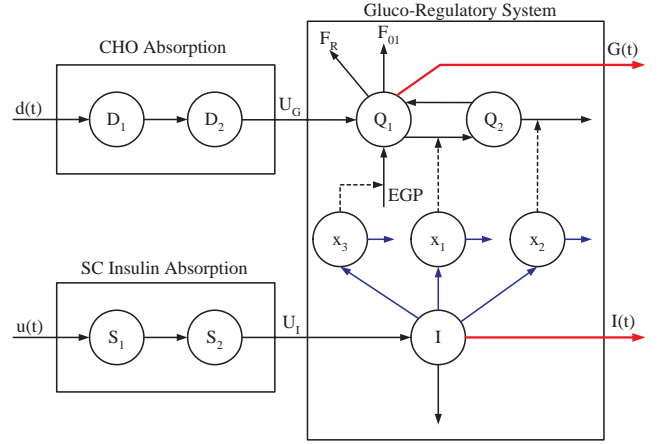 Gluco-Regulatory System
CHO Absorption
F_R
F_01
G(t)
d(t)
D_1
D_2
U_G
Q_1
Q_2
EGP
x_3
x_1
x_2
SC Insulin Absorption
u(t)
S_1
S_2
U_I
I
I(t)